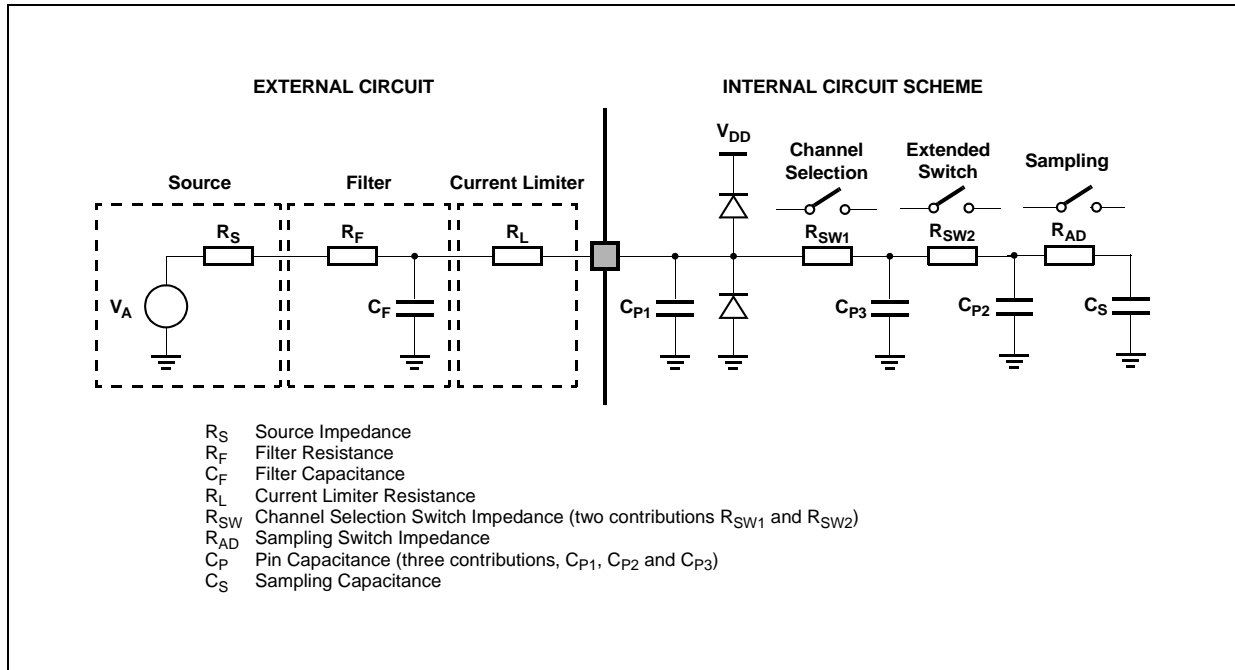 EXTERNAL CIRCUIT
INTERNAL CIRCUIT SCHEME
VDD
Channel
Selection
Extended
Switch
Sampling
Source
Filter
Current Limiter
RS
RF
RL
RSW1
RSW2
RAD
VA
CF
CP1
CP3
CP2
CS
RS Source Impedance
RF Filter Resistance
CF Filter Capacitance
RL Current Limiter Resistance
RSW Channel Selection Switch Impedance (two contributions RSW1 and RSW2)
RAD Sampling Switch Impedance
CP Pin Capacitance (three contributions, CP1, CP2 and CP3)
CS Sampling Capacitance